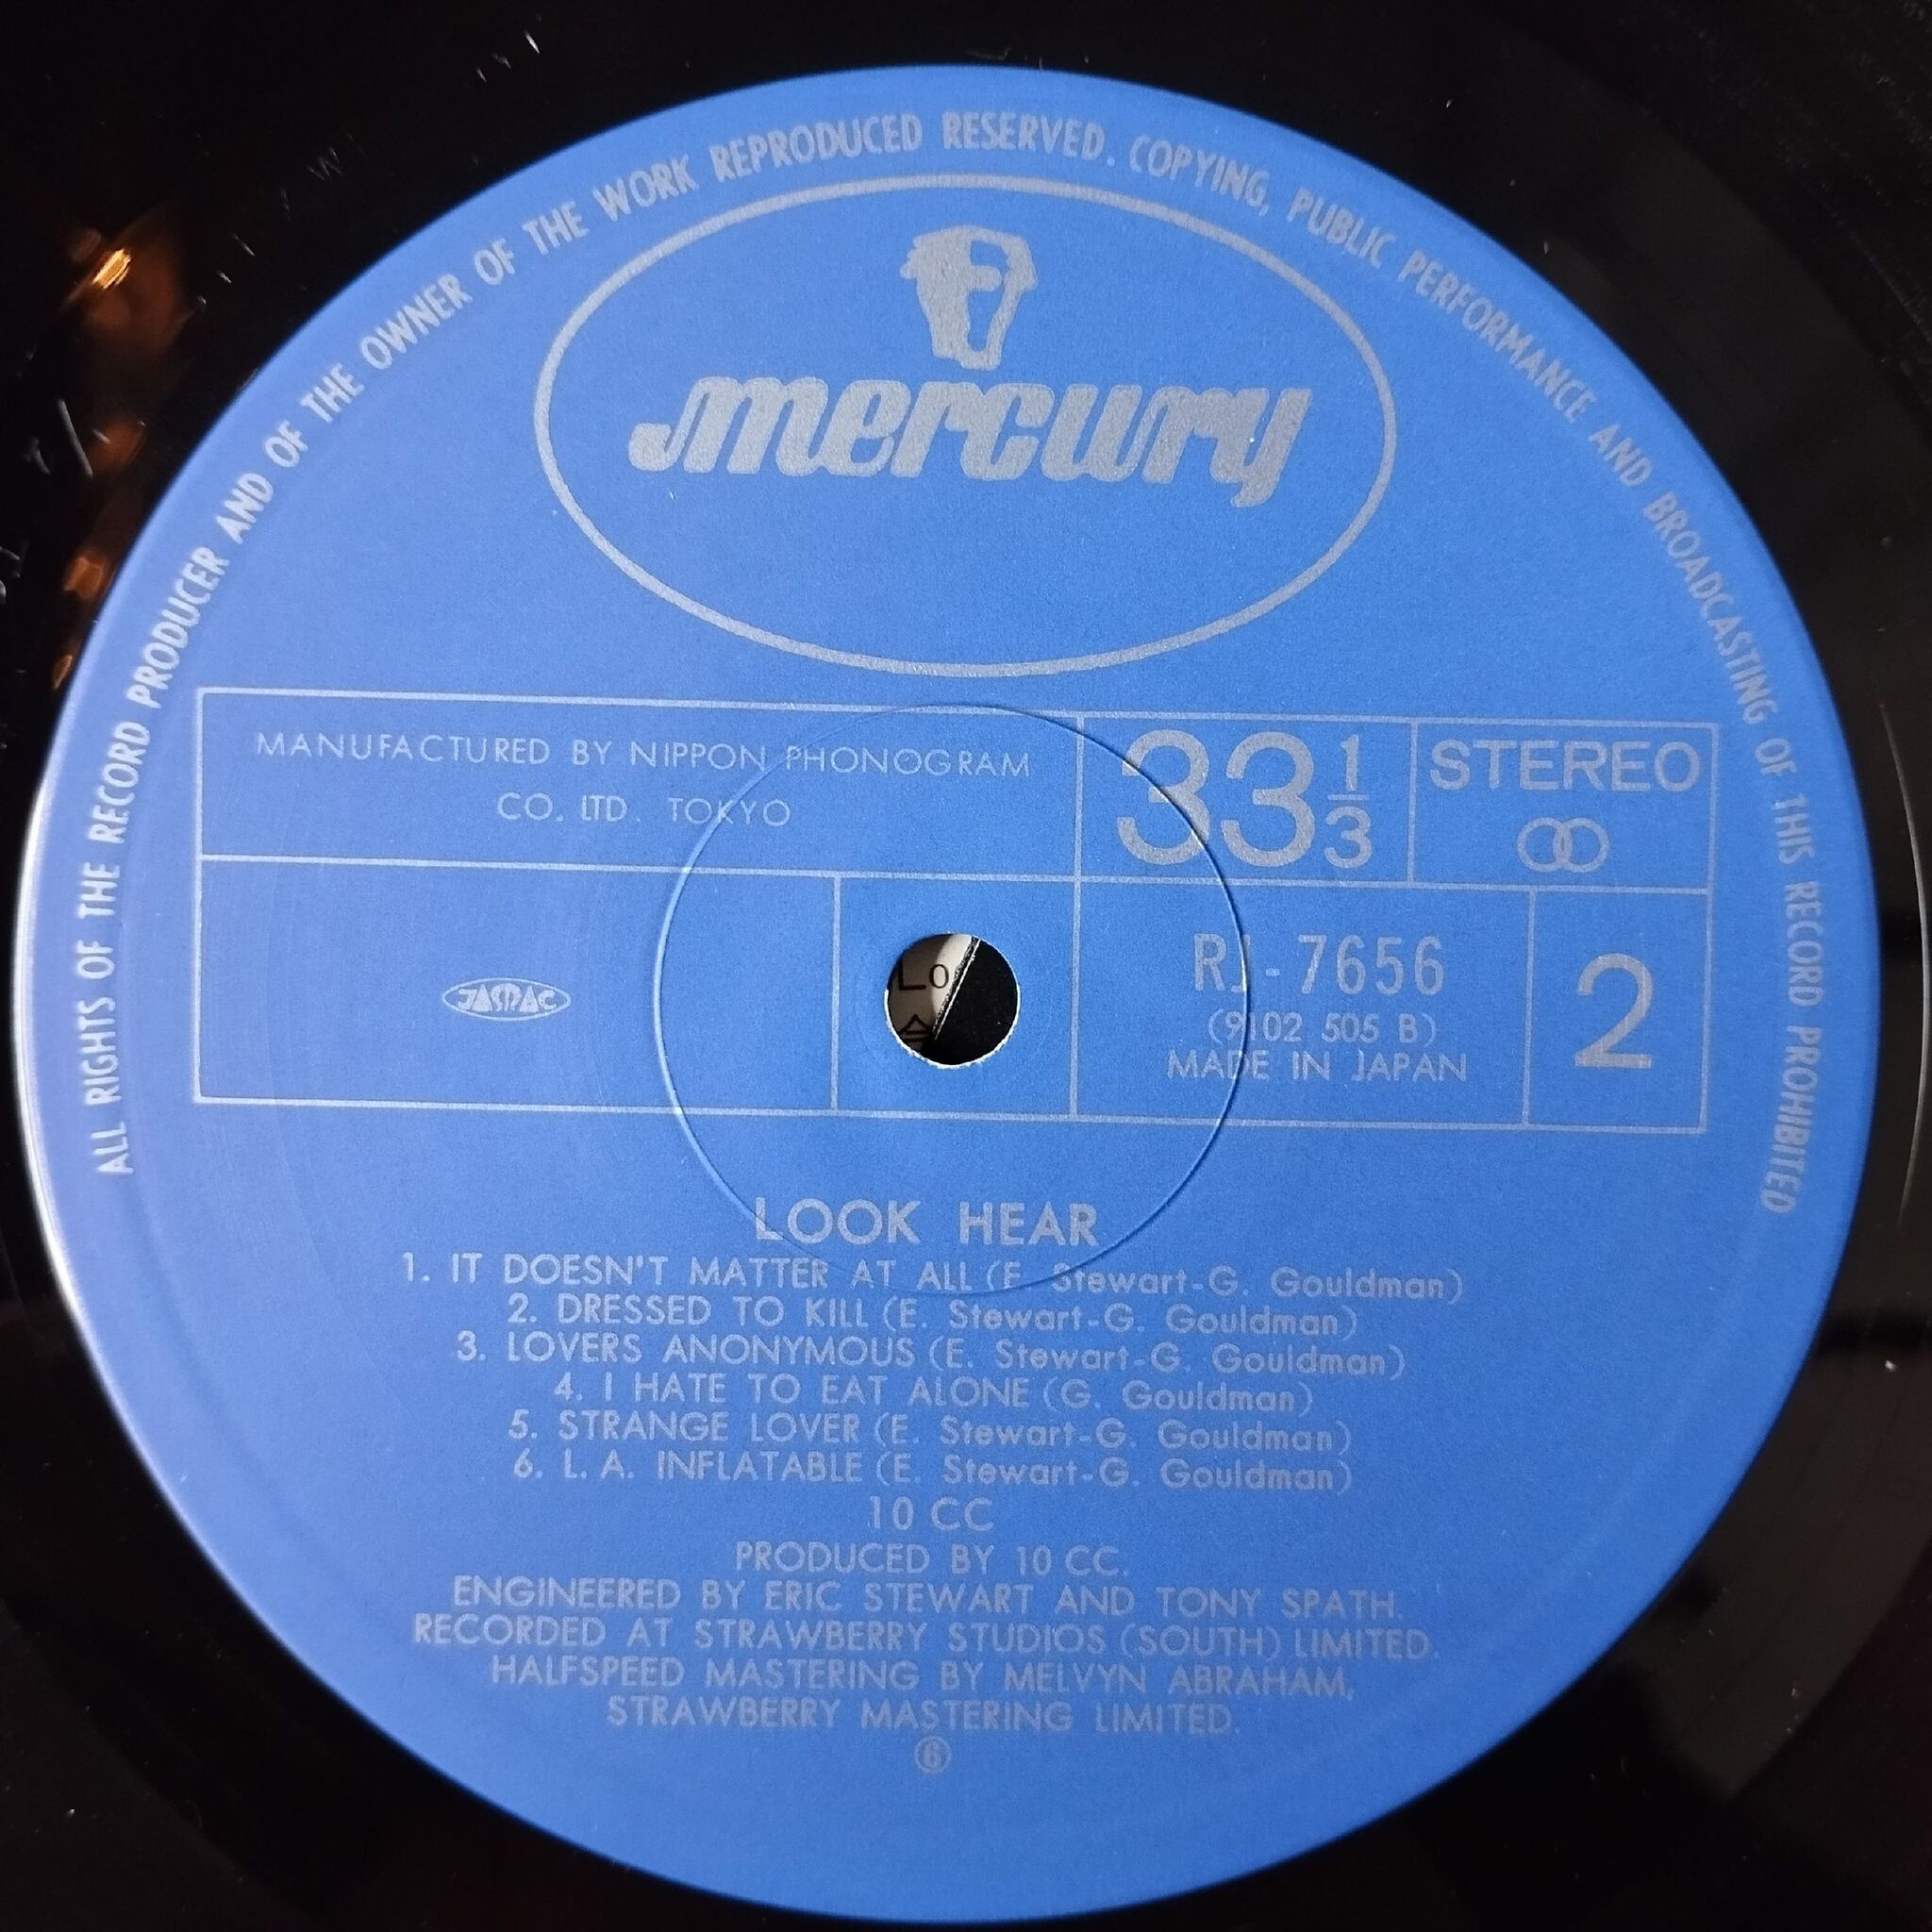 ALL RIGHTS OF THE RECORD PRODUCER AND OF THE OWNER OF THE WORK REPRODUCED RESERVED. COPYING, PUBLIC PERFORMANCE AND BROADCASTING OF THIS RECORD PROHIBITED
mercury
MANUFACTURED BY NIPPON PHONOGRAM
CO. LTD. TOKYO
33 1/3
STEREO
JASRAC
RJ-7656
(9102 505 B)
MADE IN JAPAN
2
LOOK HEAR
1. IT DOESN'T MATTER AT ALL (E. Stewart-G. Gouldman)
2. DRESSED TO KILL (E. Stewart-G. Gouldman)
3. LOVERS ANONYMOUS (E. Stewart-G. Gouldman)
4. I HATE TO EAT ALONE (G. Gouldman)
5. STRANGE LOVER (E. Stewart-G. Gouldman)
6. L. A. INFLATABLE (E. Stewart-G. Gouldman)
10 CC
PRODUCED BY 10 CC.
ENGINEERED BY ERIC STEWART AND TONY SPATH.
RECORDED AT STRAWBERRY STUDIOS (SOUTH) LIMITED.
HALFSPEED MASTERING BY MELVYN ABRAHAM,
STRAWBERRY MASTERING LIMITED.
⑥